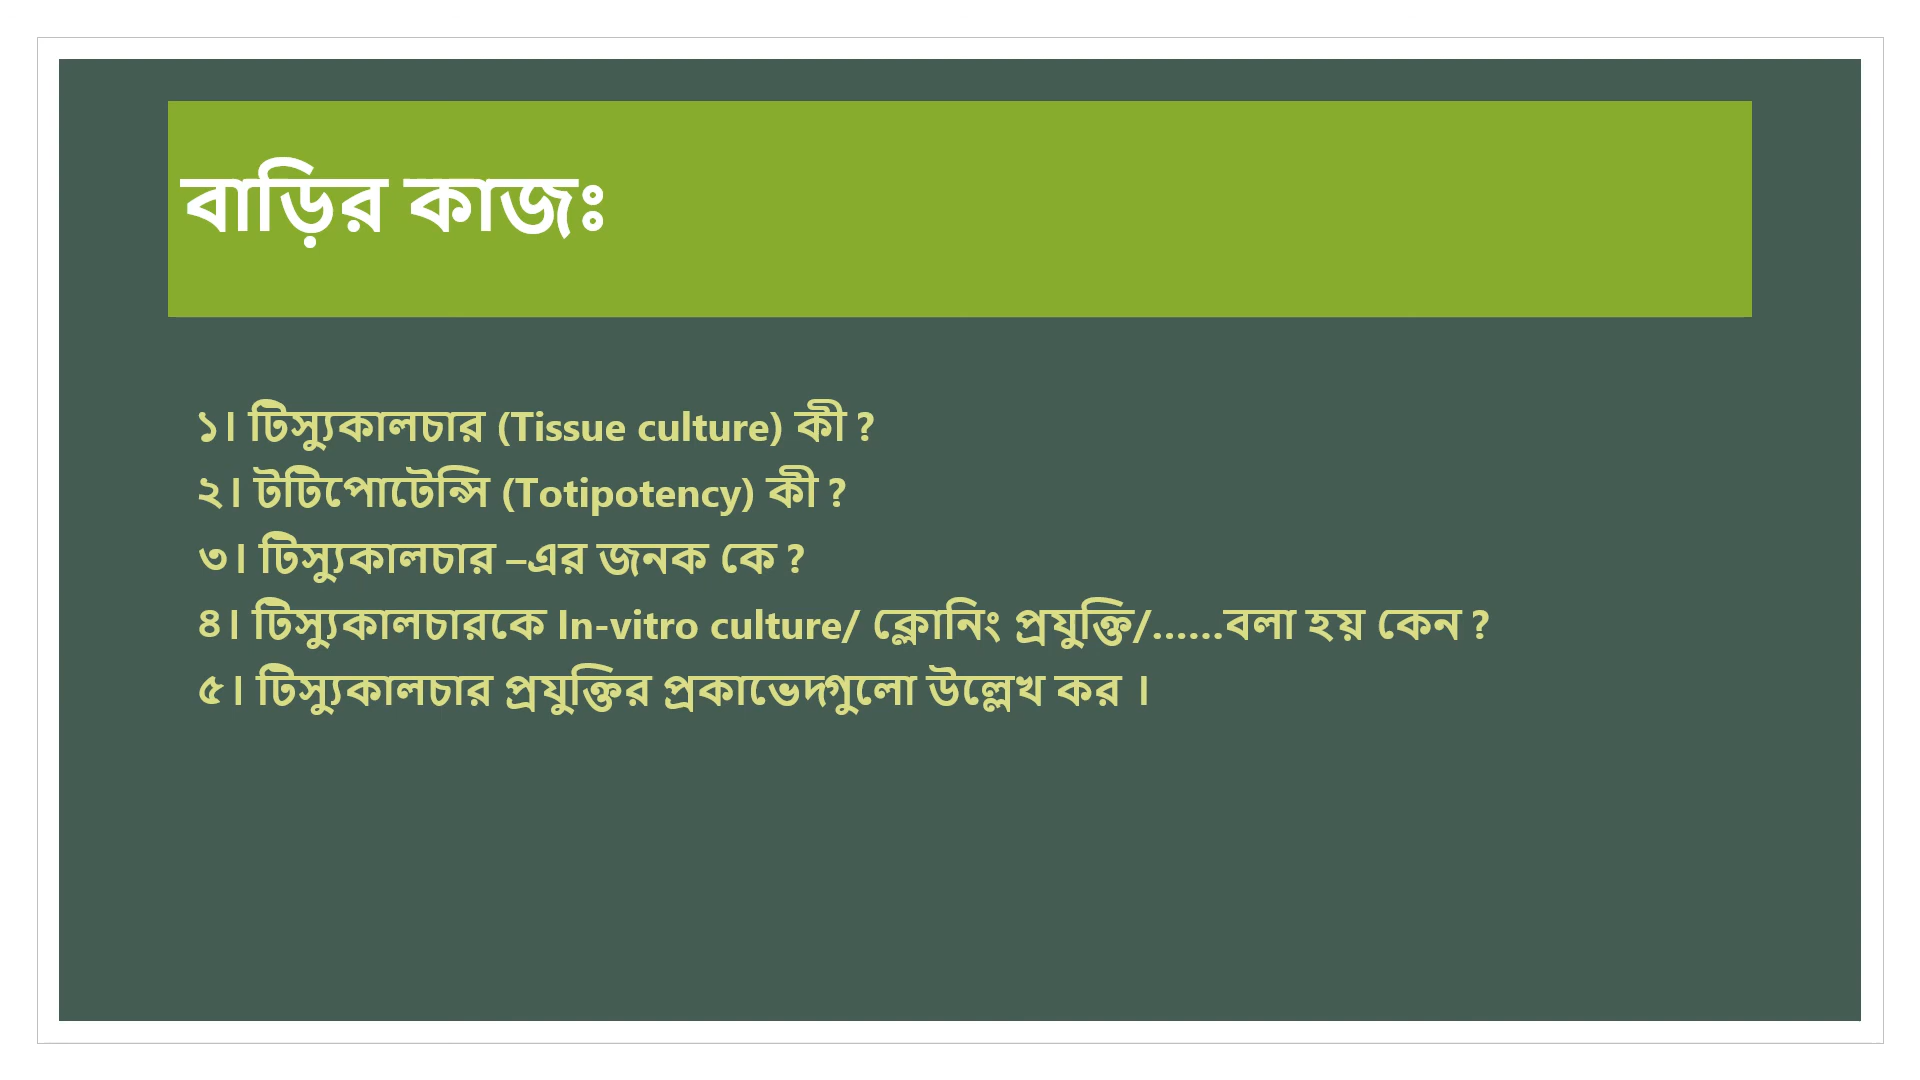 বাড়ির কাজঃ
১। টিস্যুকালচার (Tissue culture) কী ?
২। টটিপোটেন্সি (Totipotency) কী ?
৩। টিস্যুকালচার –এর জনক কে ?
৪। টিস্যুকালচারকে In-vitro culture/ ক্লোনিং প্রযুক্তি/......বলা হয় কেন ?
৫। টিস্যুকালচার প্রযুক্তির প্রকাভেদগুলো উল্লেখ কর ।